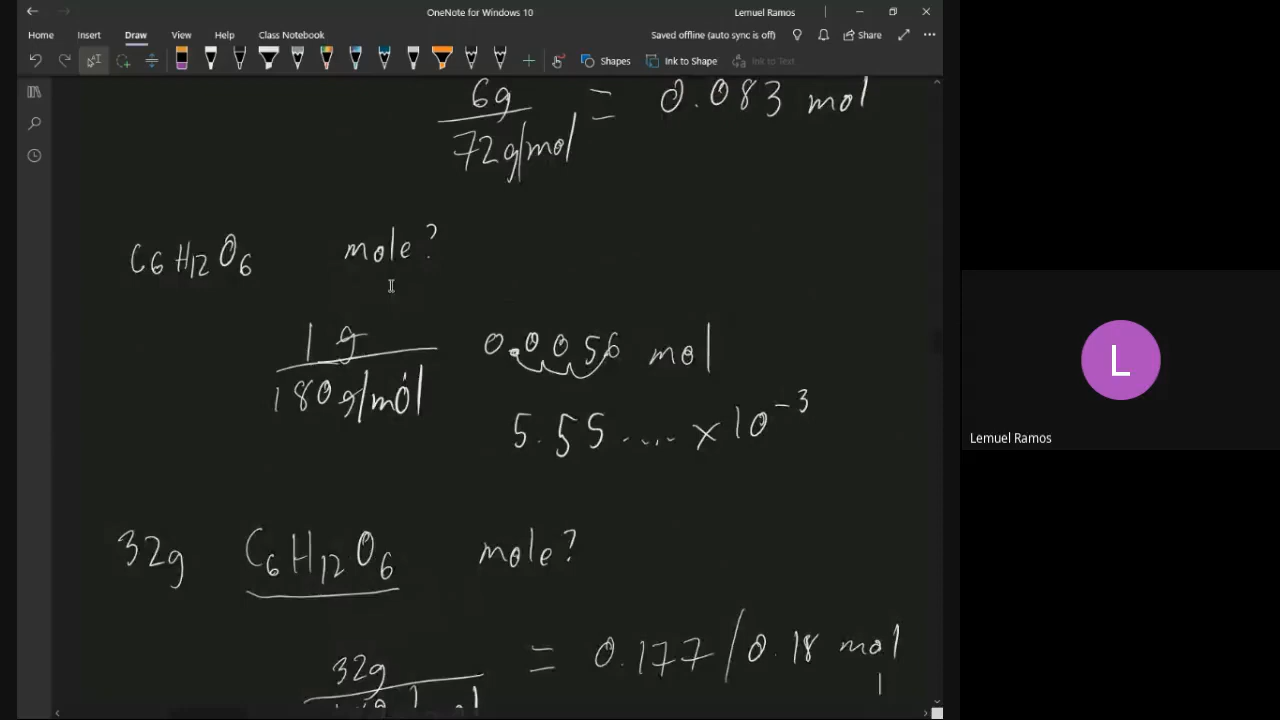 OneNote for Windows 10
Lemuel Ramos
Home Insert Draw View Help Class Notebook
Saved offline (auto sync is off) Share
Shapes Ink to Shape Ink to Text
6g
72g/mol = 0.083 mol
C6H12O6 mole?
1g
180g/mol 0.0056 mol
5.55.... x10-3
32g C6H12O6 mole?
32g
= 0.177/0.18 mol
L
Lemuel Ramos